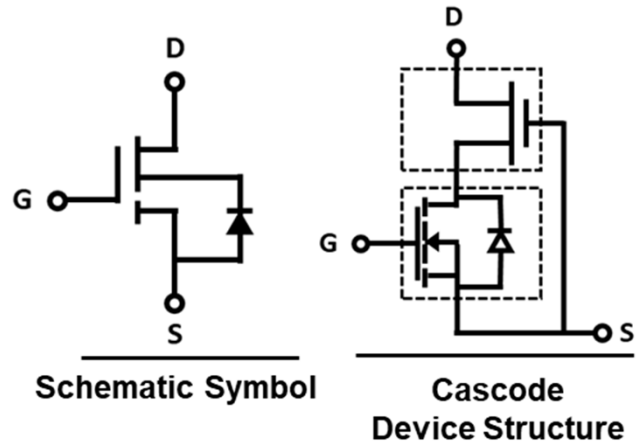 D
G
S
Schematic Symbol
D
G
S
Cascode
Device Structure